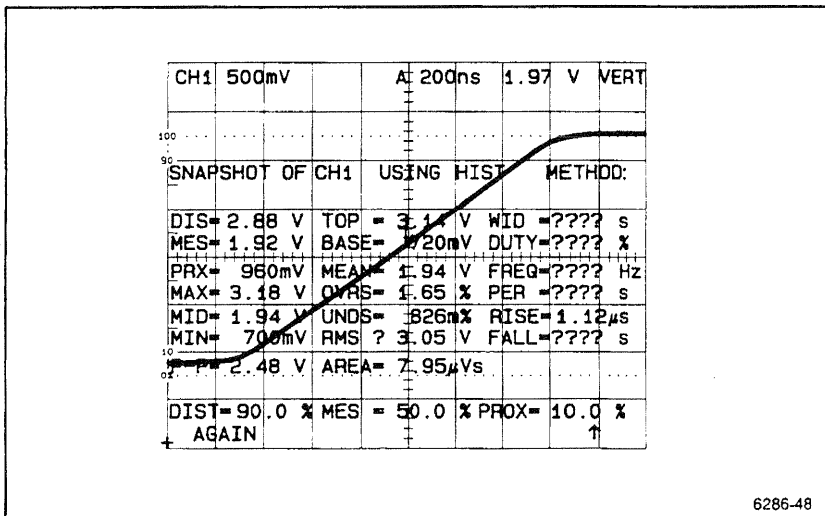 CH1 500mV A 200ns 1.97 V VERT
100
90
SNAPSHOT OF CH1 USING HIST METHOD:
DIS= 2.88 V TOP = 3.14 V WID =???? s
MES= 1.92 V BASE= 720mV DUTY=???? %
PRX= 960mV MEAN= 1.94 V FREQ=???? Hz
MAX= 3.18 V OVRS= 1.65 % PER =???? s
MID= 1.94 V UNDS= 826m% RISE= 1.12µs
MIN= 700mV RMS ? 3.05 V FALL=???? s
10
2.48 V AREA= 7.95µVs
DIST= 90.0 % MES = 50.0 % PROX= 10.0 %
AGAIN ↑
6286-48